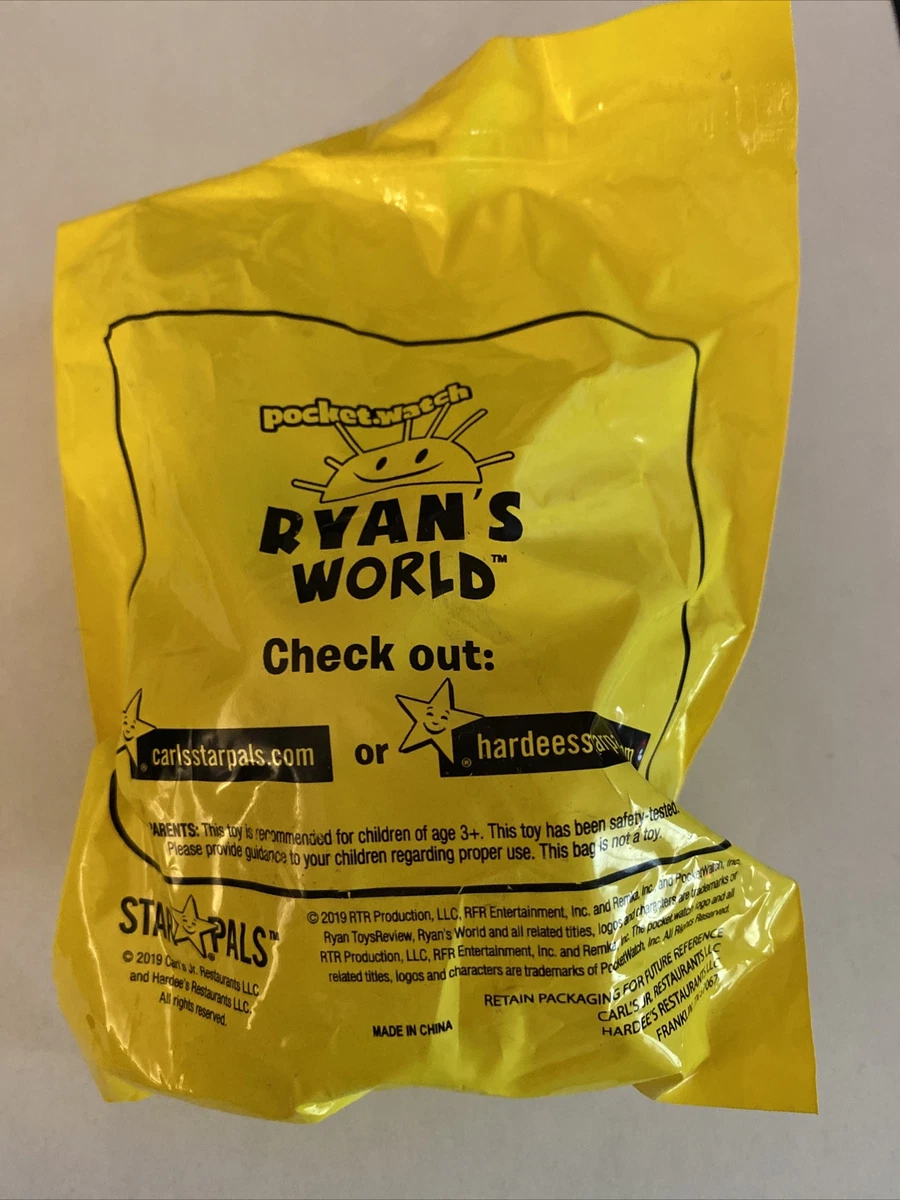 pocket.watch
RYAN'S
WORLD™
Check out:
carlsstarpals.com or hardeesstarp m
ARENTS: This toy is recommended for children of age 3+. This toy has been safety-tested.
Please provide guidance to your children regarding proper use. This bag is not a toy.
STAR PALS™
© 2019 Carl's Jr. Restaurants LLC
and Hardee's Restaurants LLC.
All rights reserved.
© 2019 RTR Production, LLC, RFR Entertainment, Inc. and Remka, Inc. and PocketWatch, Inc.
Ryan ToysReview, Ryan's World and all related titles, logos and characters are trademarks of
RTR Production, LLC, RFR Entertainment, Inc. and Remka, Inc. The pocket.watch logo and all
related titles, logos and characters are trademarks of PocketWatch, Inc. All Rights Reserved.
RETAIN PACKAGING FOR FUTURE REFERENCE
CARL'S JR. RESTAURANTS LLC
HARDEE'S RESTAURANTS LLC
FRANKLIN,
MADE IN CHINA